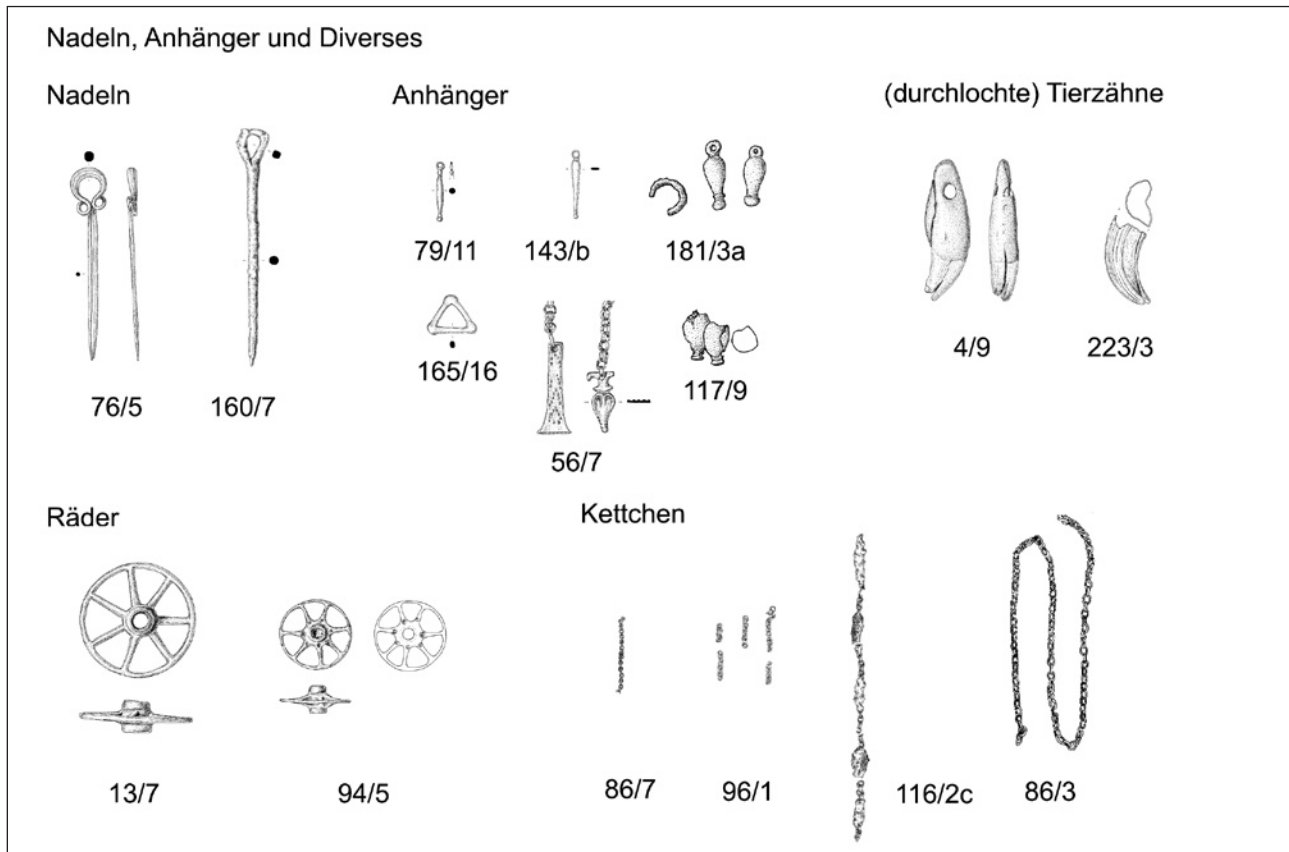 Nadeln, Anhänger und Diverses
Nadeln
76/5
160/7
Anhänger
79/11
143/b
181/3a
165/16
56/7
117/9
(durchlochte) Tierzähne
4/9
223/3
Räder
13/7
94/5
Kettchen
86/7
96/1
116/2c
86/3